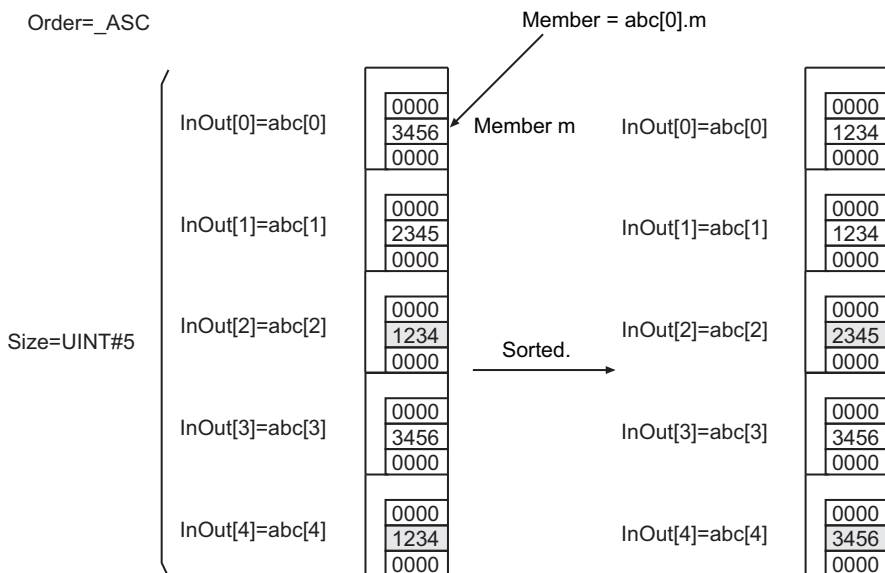 Order=_ASC
Member = abc[0].m
InOut[0]=abc[0]
0000
3456
0000
Member m
InOut[0]=abc[0]
0000
1234
0000
InOut[1]=abc[1]
0000
2345
0000
InOut[1]=abc[1]
0000
1234
0000
Size=UINT#5
InOut[2]=abc[2]
0000
1234
0000
Sorted.
InOut[2]=abc[2]
0000
2345
0000
InOut[3]=abc[3]
0000
3456
0000
InOut[3]=abc[3]
0000
3456
0000
InOut[4]=abc[4]
0000
1234
0000
InOut[4]=abc[4]
0000
3456
0000